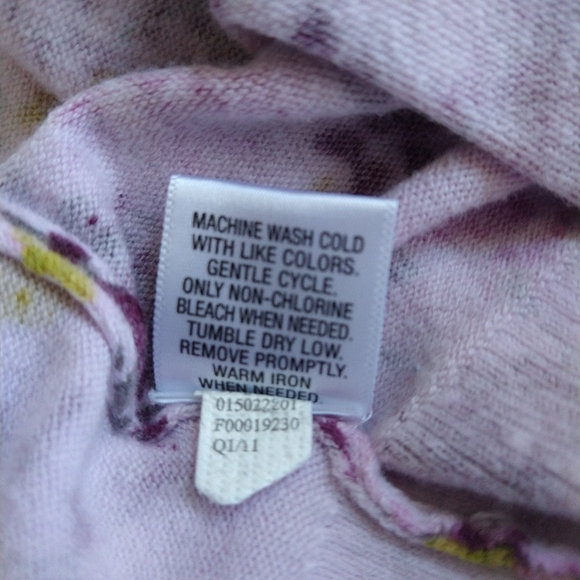 MACHINE WASH COLD
WITH LIKE COLORS.
GENTLE CYCLE.
ONLY NON-CHLORINE
BLEACH WHEN NEEDED.
TUMBLE DRY LOW.
REMOVE PROMPTLY.
WARM IRON
WHEN NEEDED.
015022201
F00019230
Q1/11